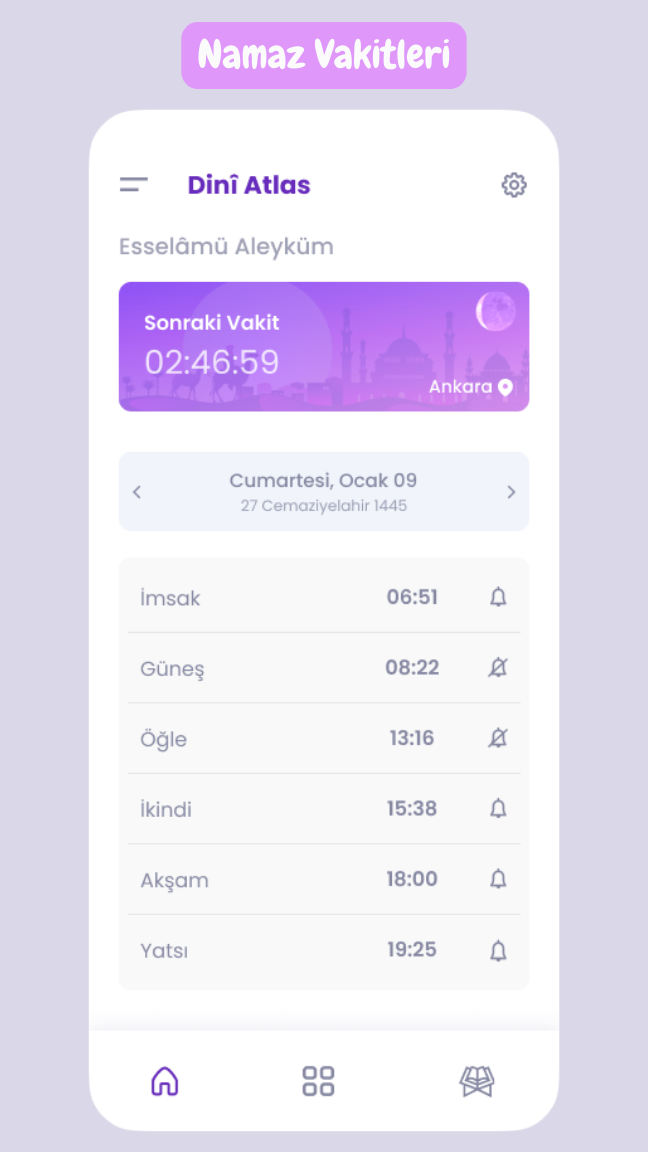 Namaz Vakitleri
Dinî Atlas
Esselâmü Aleyküm
Sonraki Vakit
02:46:59
Ankara
Cumartesi, Ocak 09
27 Cemaziyelahir 1445
İmsak 06:51
Güneş 08:22
Öğle 13:16
İkindi 15:38
Akşam 18:00
Yatsı 19:25